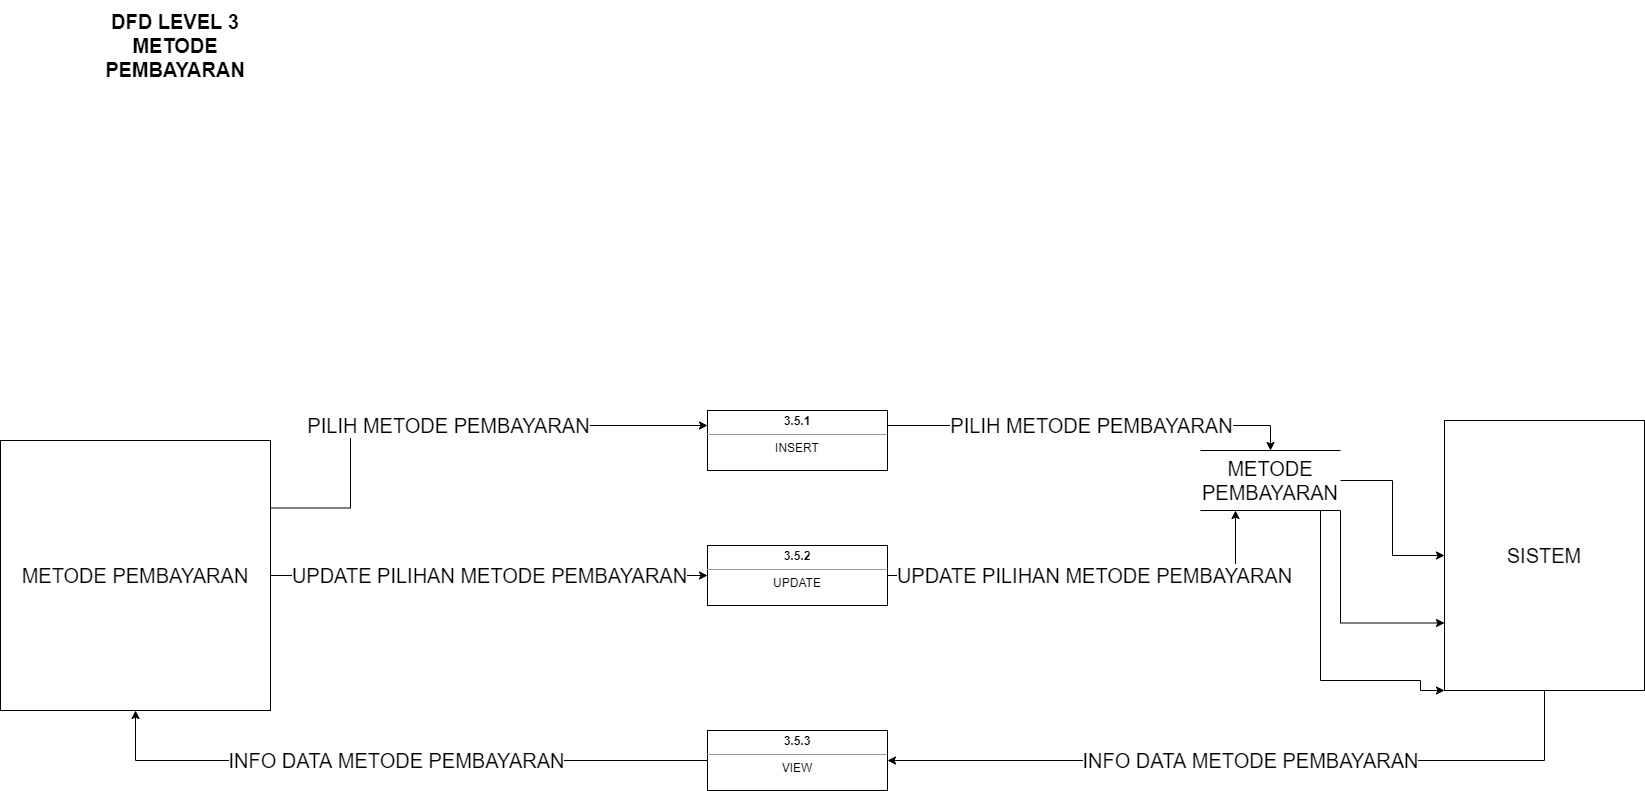 DFD LEVEL 3
METODE
PEMBAYARAN
PILIH METODE PEMBAYARAN
3.5.1
INSERT
PILIH METODE PEMBAYARAN
METODE
PEMBAYARAN
METODE PEMBAYARAN
UPDATE PILIHAN METODE PEMBAYARAN
3.5.2
UPDATE
UPDATE PILIHAN METODE PEMBAYARAN
SISTEM
INFO DATA METODE PEMBAYARAN
3.5.3
VIEW
INFO DATA METODE PEMBAYARAN